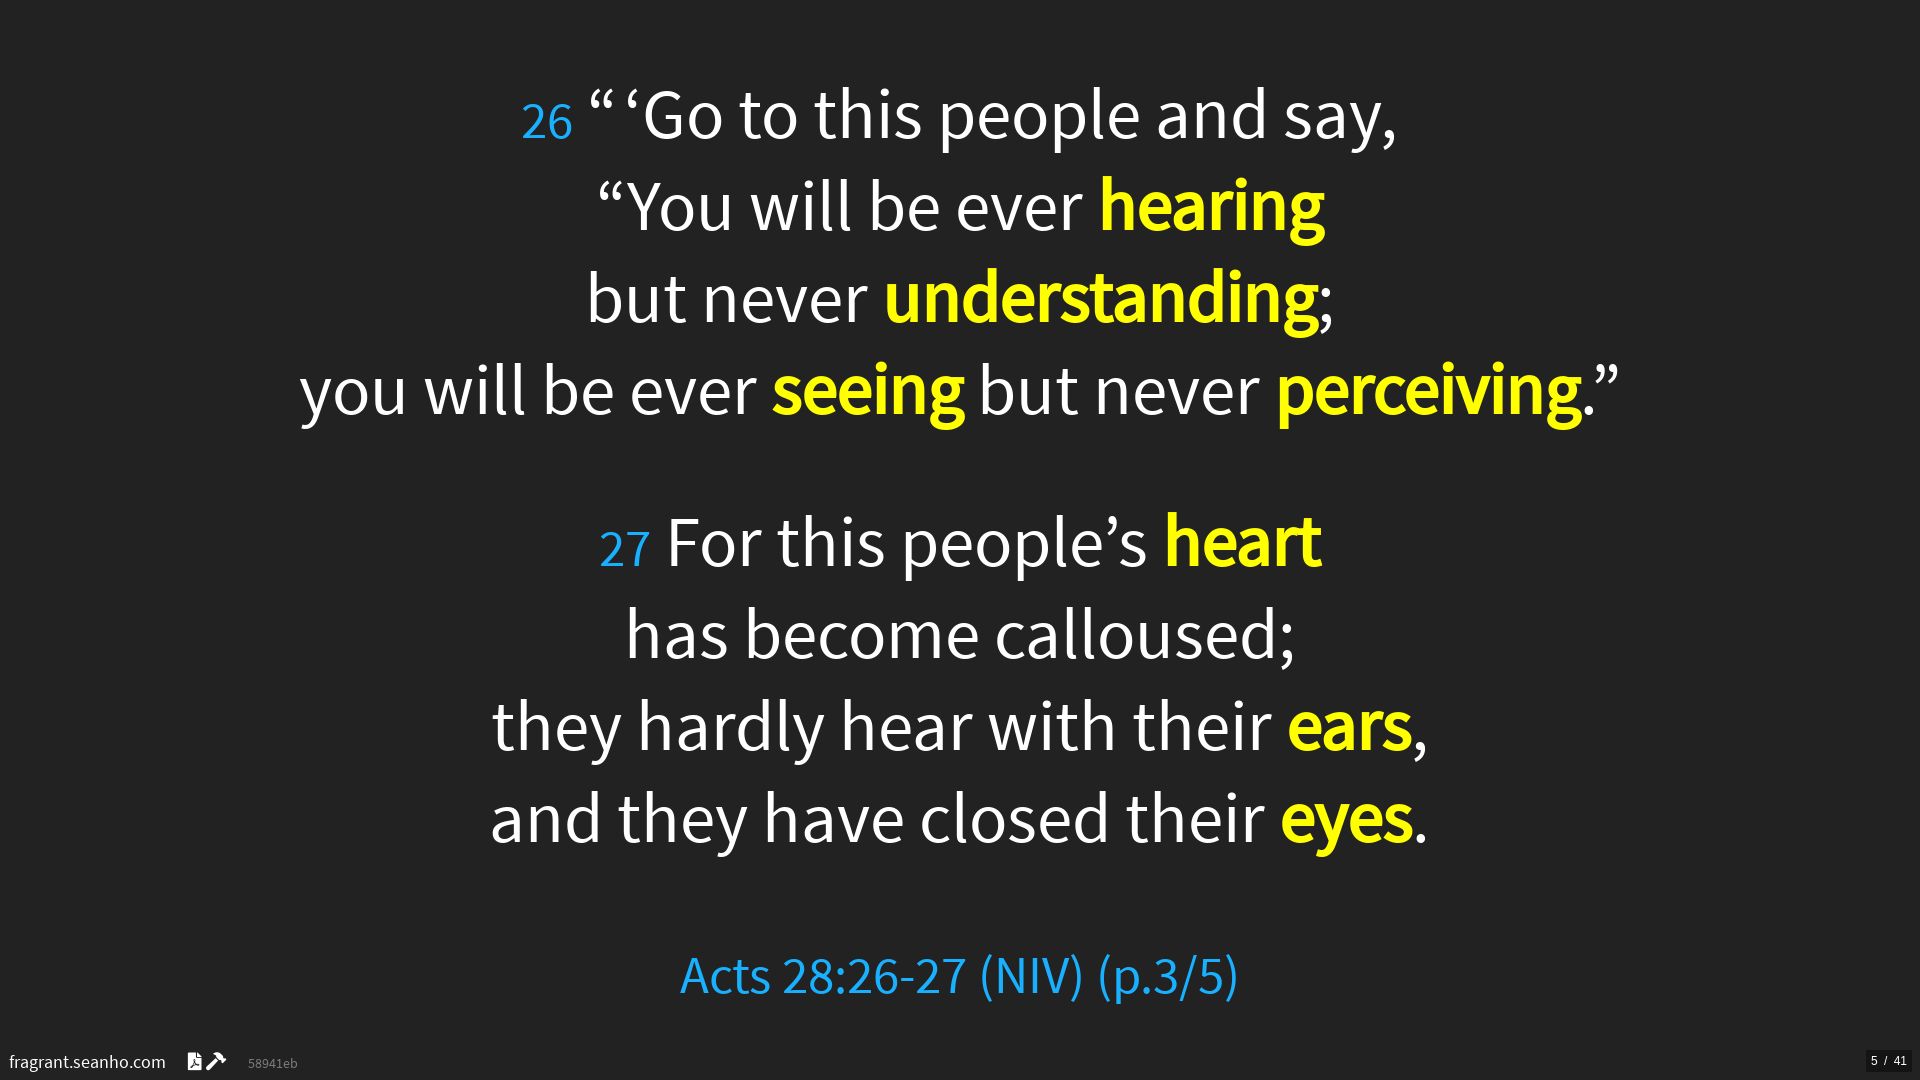 26 “ ‘Go to this people and say,
“You will be ever hearing
but never understanding;
you will be ever seeing but never perceiving.”
27 For this people’s heart
has become calloused;
they hardly hear with their ears,
and they have closed their eyes.
Acts 28:26-27 (NIV) (p.3/5)
fragrant.seanho.com 58941eb
5 / 41